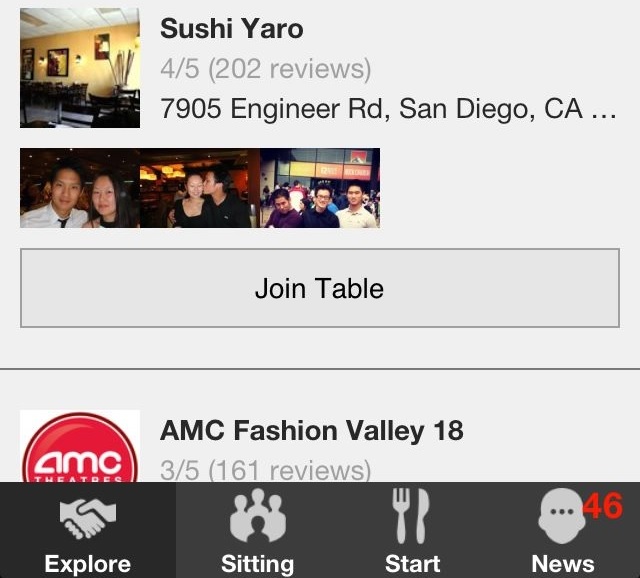 Sushi Yaro
4/5 (202 reviews)
7905 Engineer Rd, San Diego, CA ...
Join Table
AMC Fashion Valley 18
amc
THEATRES
3/5 (161 reviews)
46
Explore
Sitting
Start
News